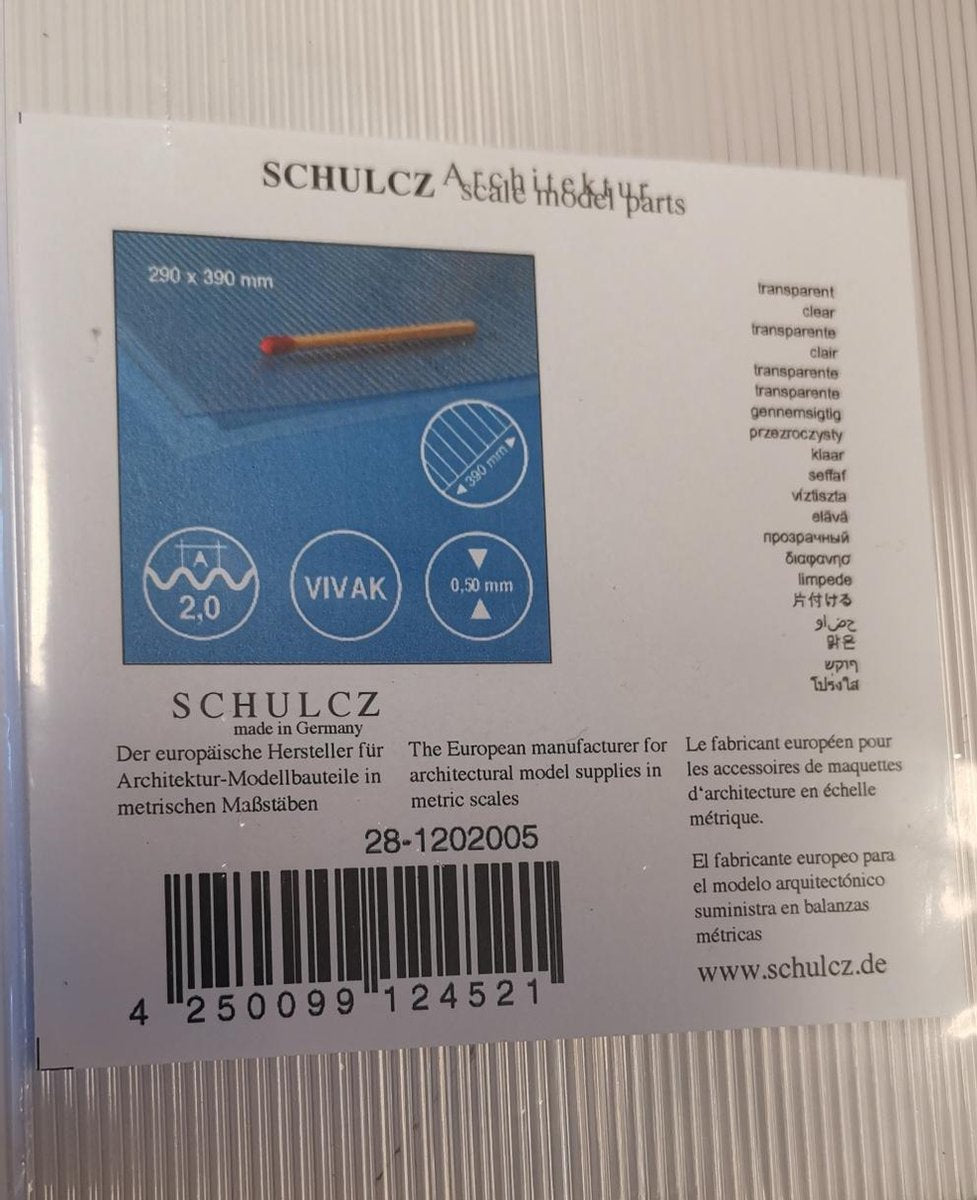 SCHULCZ Architektur
scale model parts
290 x 390 mm
390 mm
A
2,0
VIVAK
0,50 mm
transparent
clear
transparente
clair
transparente
transparente
gennemsigtig
przezroczysty
klaar
seffaf
víztiszta
elävä
прозрачный
διαφανησ
limpede
片付ける
حض او
맑은
ףוקש
โปรงใส
SCHULCZ
made in Germany
Der europäische Hersteller für
Architektur-Modellbauteile in
metrischen Maßstäben
The European manufacturer for
architectural model supplies in
metric scales
Le fabricant européen pour
les accessoires de maquettes
d‘architecture en échelle
métrique.
El fabricante europeo para
el modelo arquitectónico
suministra en balanzas
métricas
www.schulcz.de
28-1202005
4 250099 124521